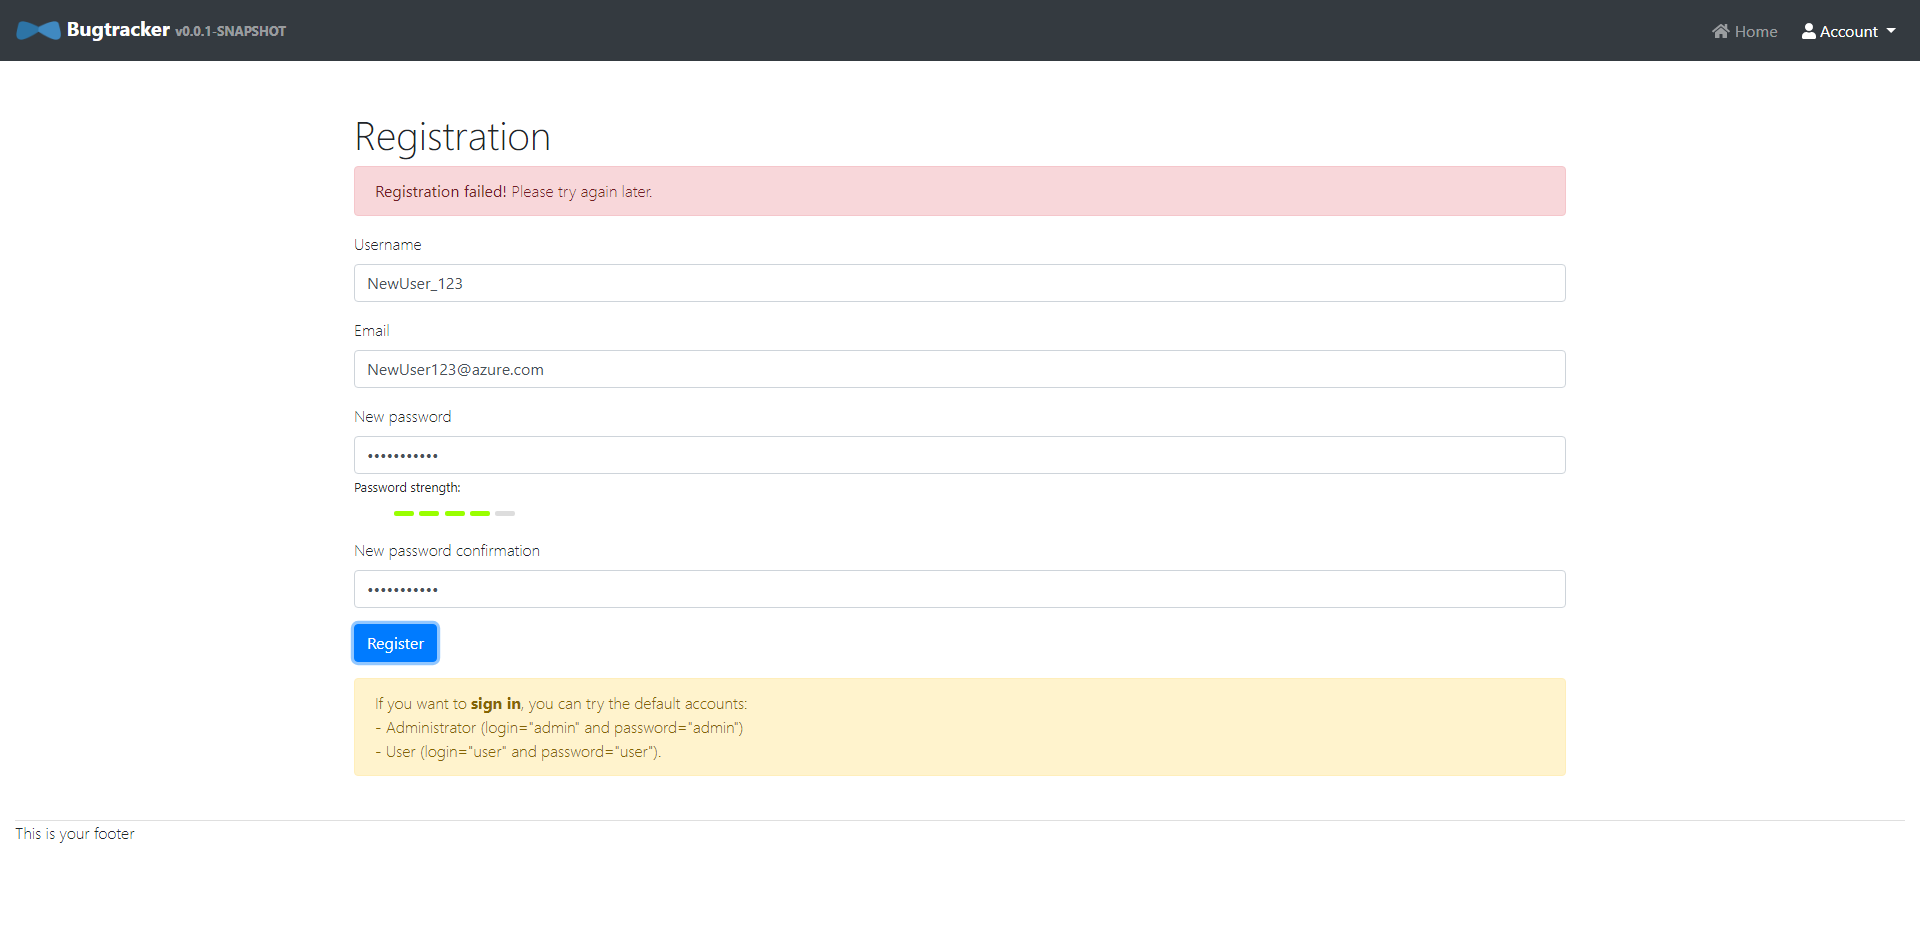 Bugtracker v0.0.1-SNAPSHOT
Home
Account
Registration
Registration failed! Please try again later.
Username
NewUser_123
Email
NewUser123@azure.com
New password
•••••••••••
Password strength:
New password confirmation
•••••••••••
Register
If you want to sign in, you can try the default accounts:
- Administrator (login="admin" and password="admin")
- User (login="user" and password="user").
This is your footer